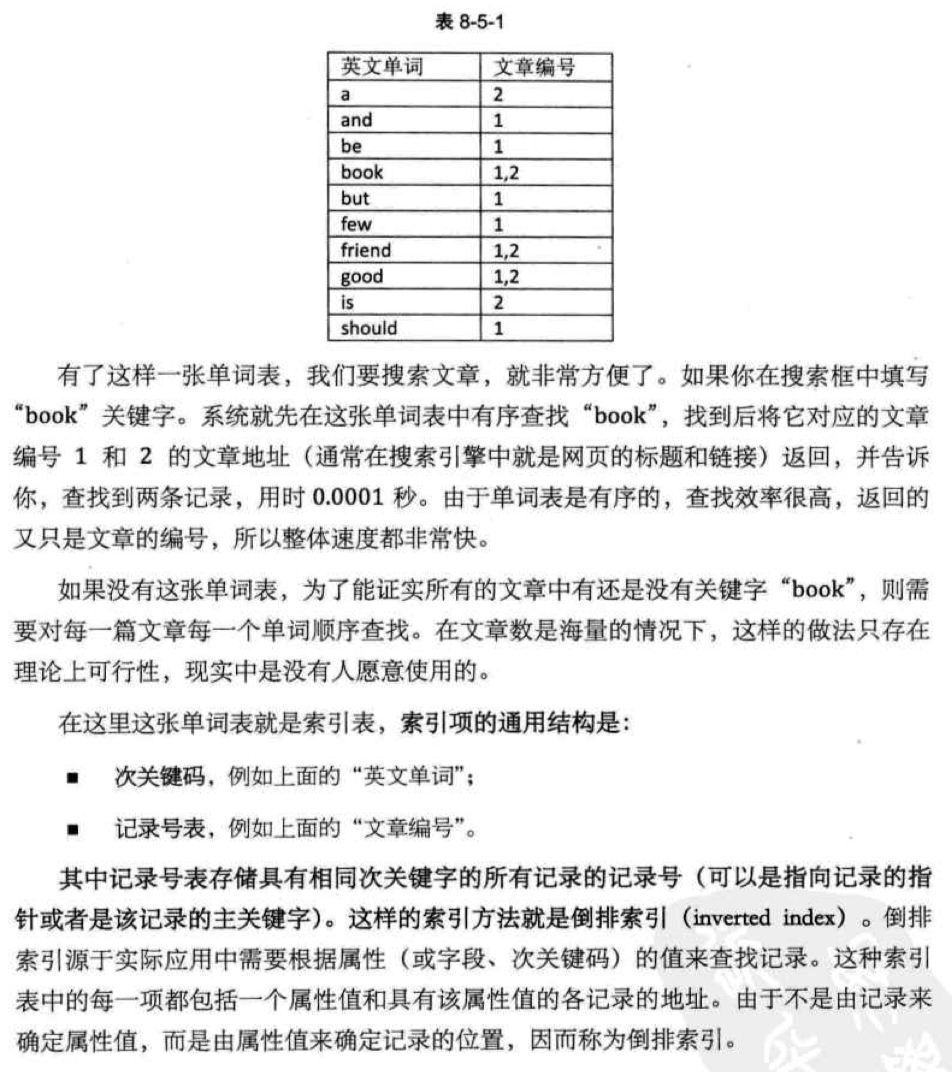 表 8-5-1
英文单词 文章编号
a 2
and 1
be 1
book 1,2
but 1
few 1
friend 1,2
good 1,2
is 2
should 1
有了这样一张单词表，我们要搜索文章，就非常方便了。如果你在搜索框中填写
“book”关键字。系统就先在这张单词表中有序查找“book”，找到后将它对应的文章
编号 1 和 2 的文章地址（通常在搜索引擎中就是网页的标题和链接）返回，并告诉
你，查找到两条记录，用时 0.0001 秒。由于单词表是有序的，查找效率很高，返回的
又只是文章的编号，所以整体速度都非常快。
如果没有这张单词表，为了能证实所有的文章中有还是没有关键字“book”，则需
要对每一篇文章每一个单词顺序查找。在文章数是海量的情况下，这样的做法只存在
理论上可行性，现实中是没有人愿意使用的。
在这里这张单词表就是索引表，索引项的通用结构是：
■ 次关键码，例如上面的“英文单词”；
■ 记录号表，例如上面的“文章编号”。
其中记录号表存储具有相同次关键字的所有记录的记录号（可以是指向记录的指
针或者是该记录的主关键字）。这样的索引方法就是倒排索引（inverted index）。倒排
索引源于实际应用中需要根据属性（或字段、次关键码）的值来查找记录。这种索引
表中的每一项都包括一个属性值和具有该属性值的各记录的地址。由于不是由记录来
确定属性值，而是由属性值来确定记录的位置，因而称为倒排索引。